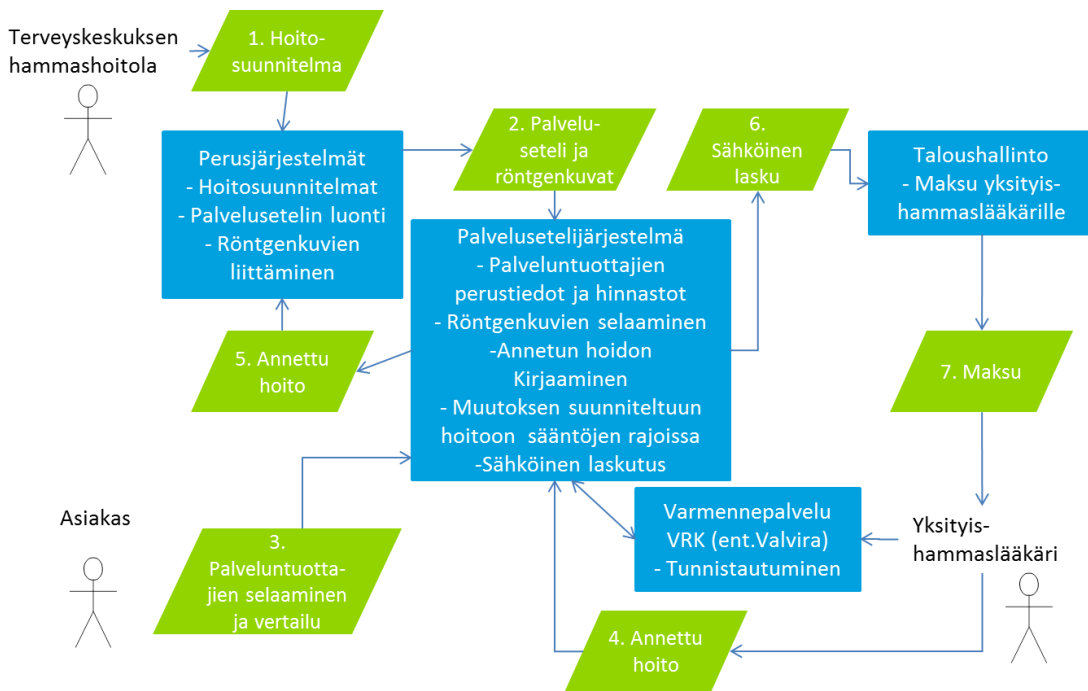 Terveyskeskuksen
hammashoitola
1. Hoito-
suunnitelma
Perusjärjestelmät
- Hoitosuunnitelmat
- Palvelusetelin luonti
- Röntgenkuvien
liittäminen
2. Palvelu-
seteli ja
röntgenkuvat
6.
Sähköinen
lasku
Taloushallinto
- Maksu yksityis-
hammaslääkärille
Palvelusetelijärjestelmä
- Palveluntuottajien
perustiedot ja hinnastot
- Röntgenkuvien selaaminen
-Annetun hoidon
Kirjaaminen
- Muutoksen suunniteltuun
hoitoon sääntöjen rajoissa
-Sähköinen laskutus
5. Annettu
hoito
7. Maksu
Asiakas
3.
Palveluntuotta-
jien selaaminen
ja vertailu
Varmennepalvelu
VRK (ent.Valvira)
- Tunnistautuminen
Yksityis-
hammaslääkäri
4. Annettu
hoito